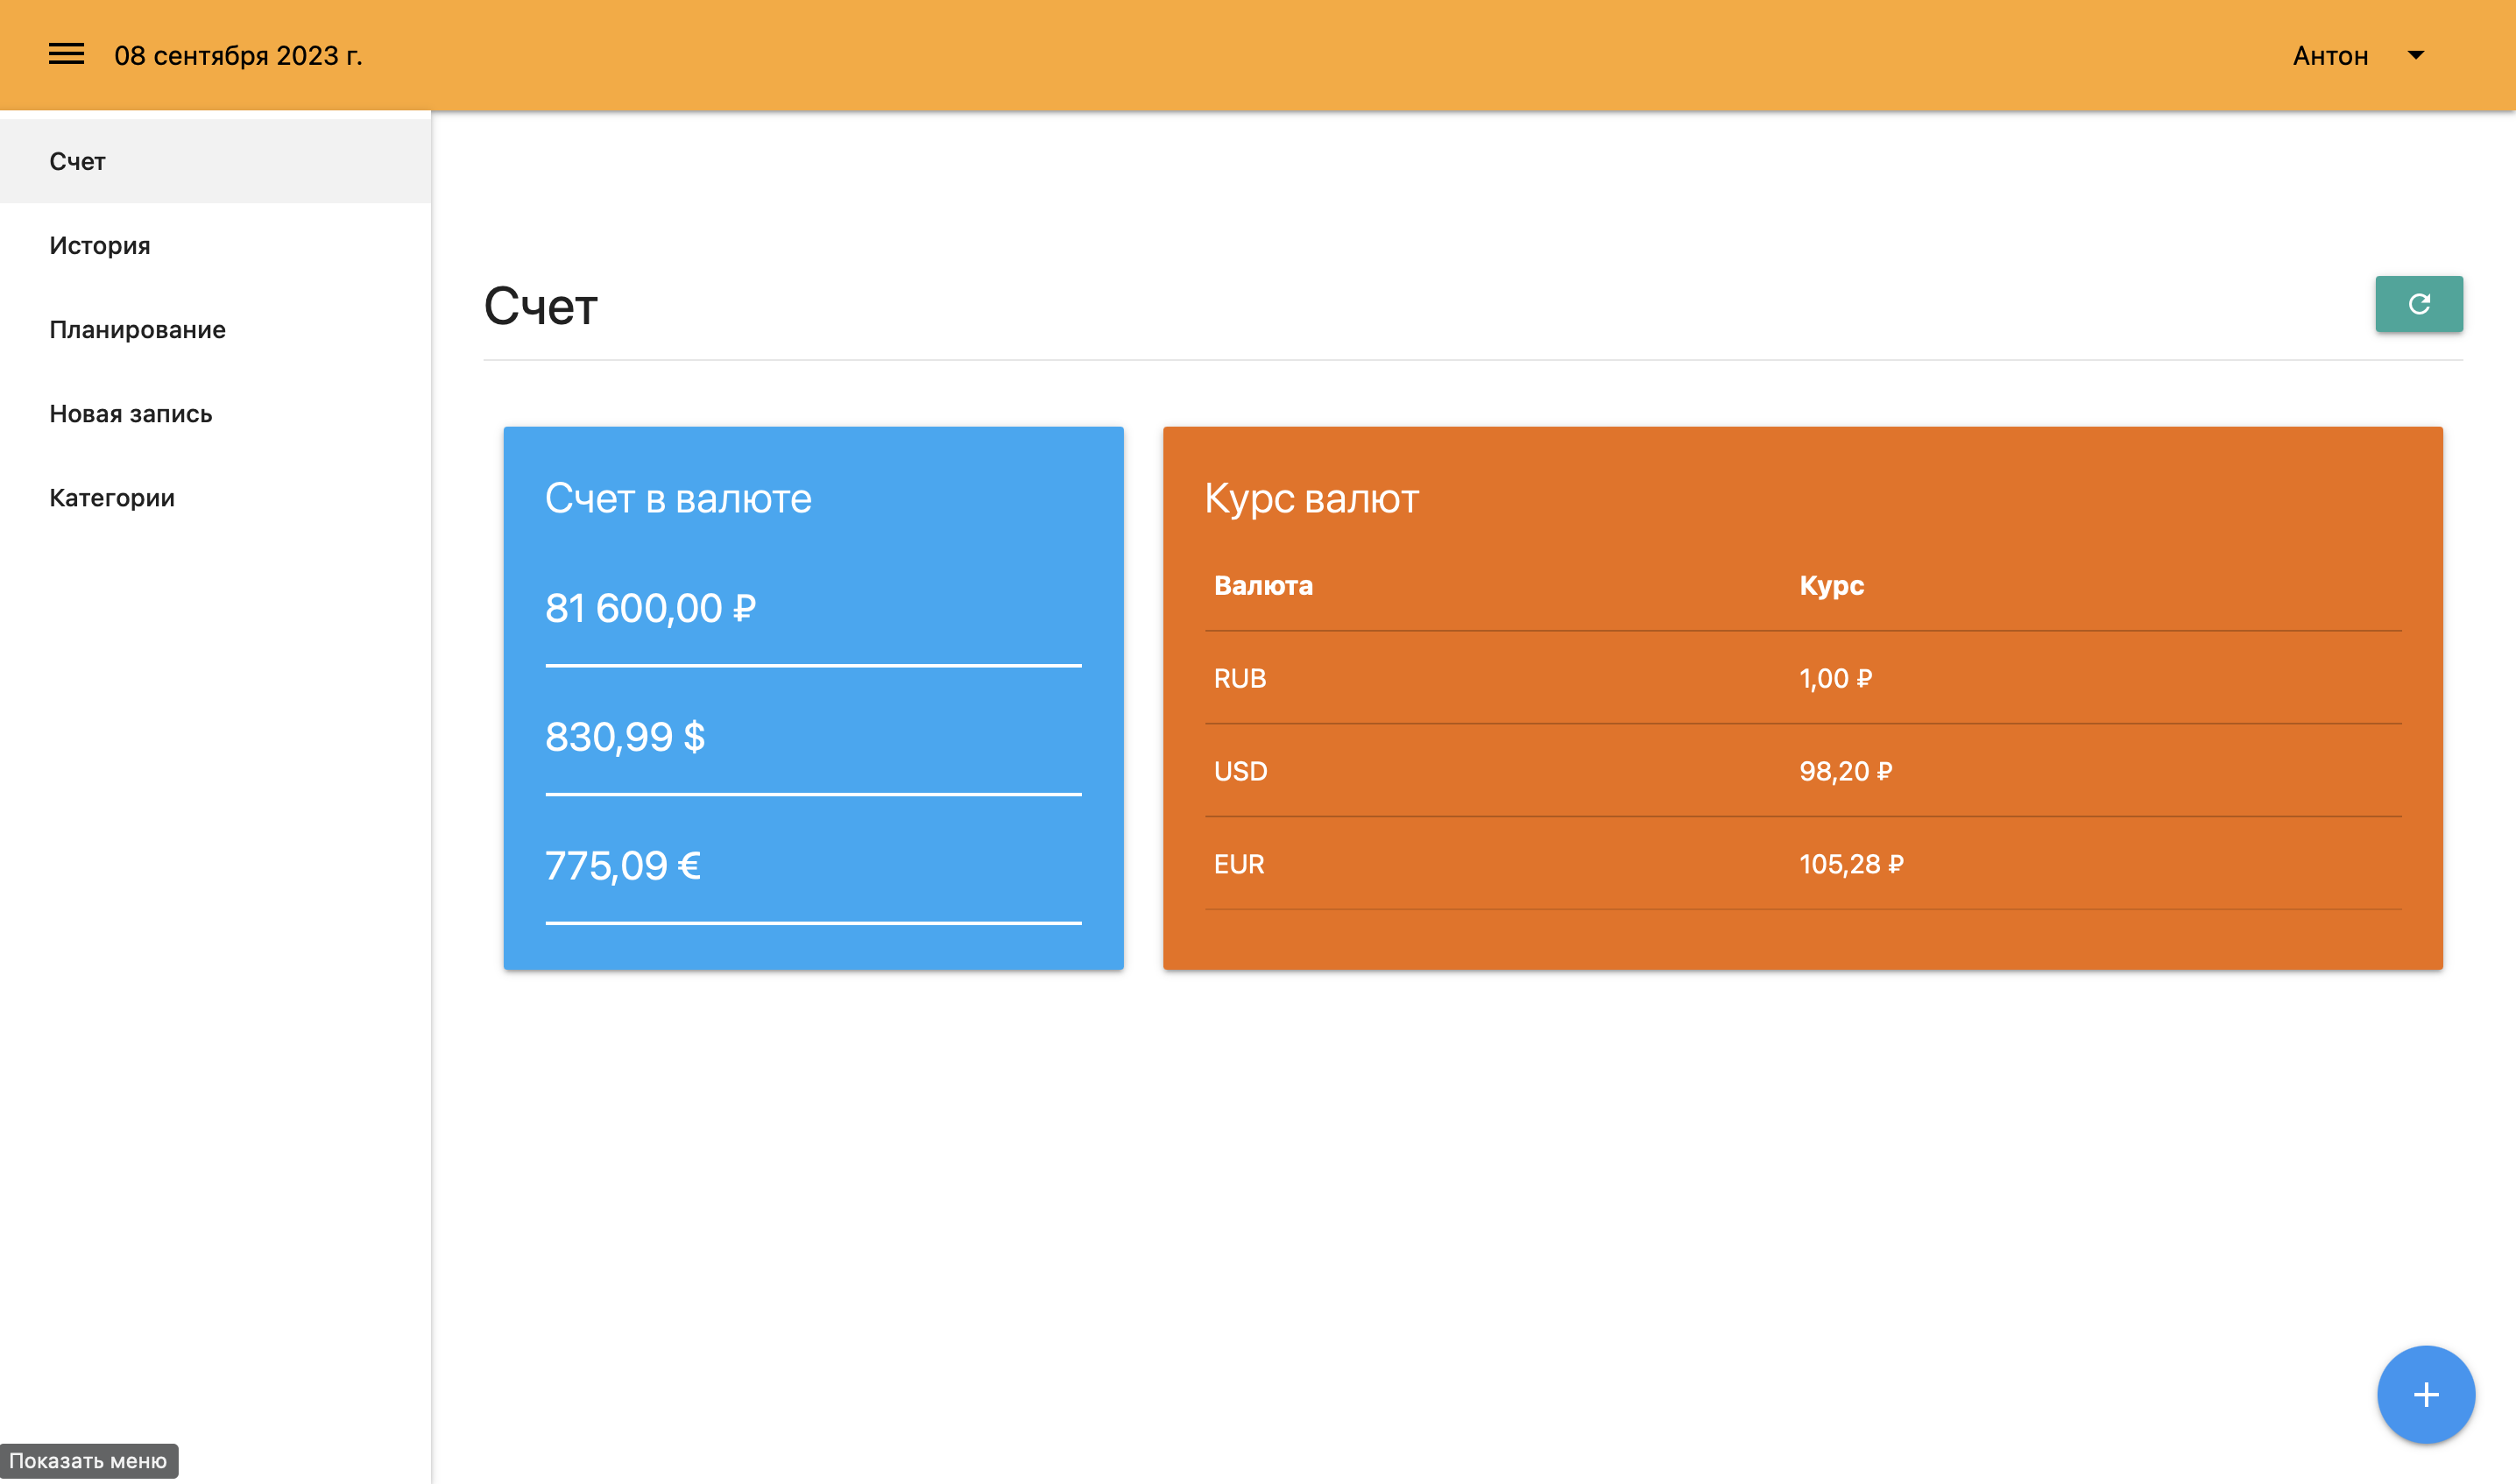 08 сентября 2023 г.
Антон
Счет
История
Планирование
Новая запись
Категории
Счет
Счет в валюте
81 600,00 ₽
830,99 $
775,09 €
Курс валют
Валюта Курс
RUB 1,00 ₽
USD 98,20 ₽
EUR 105,28 ₽
Показать меню